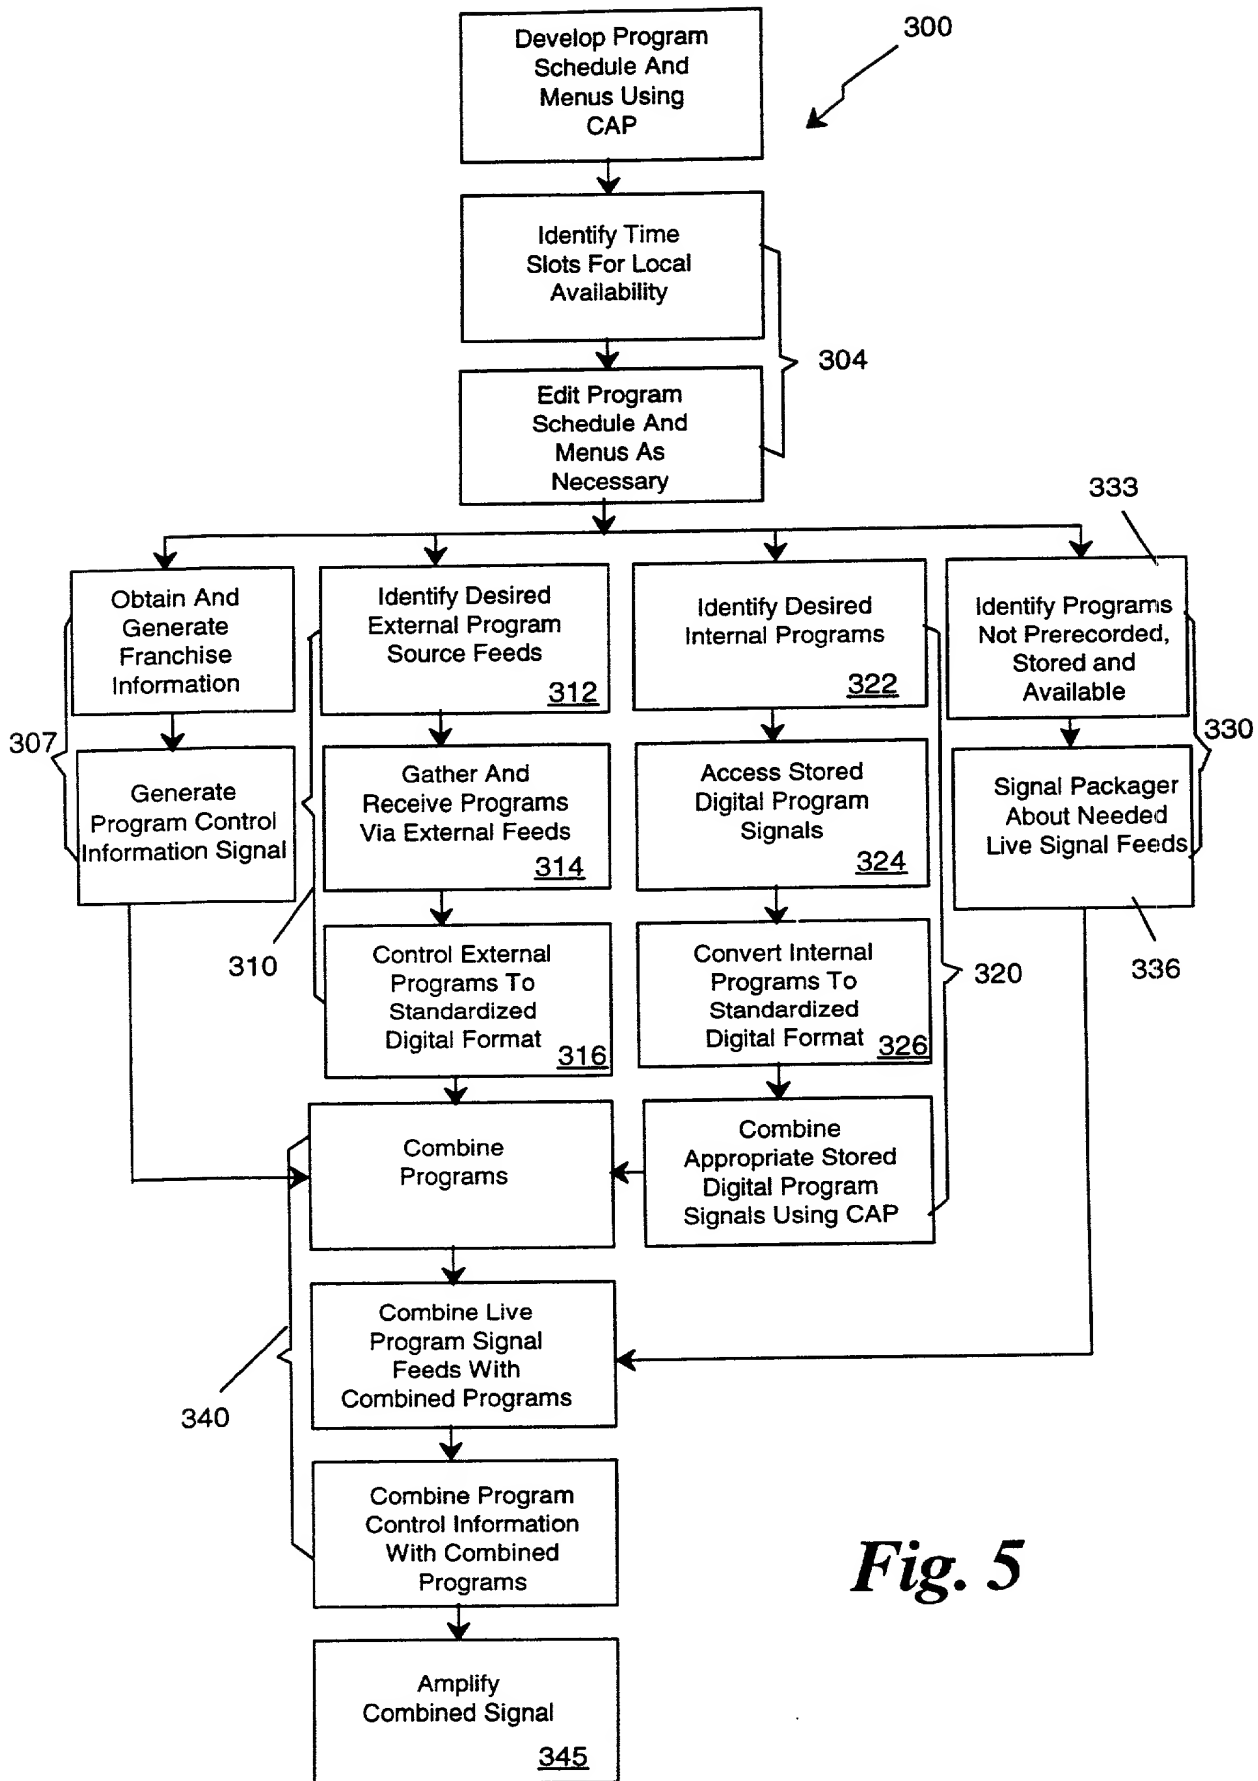 300
Develop Program
Schedule And
Menus Using
CAP
Identify Time
Slots For Local
Availability
304
Edit Program
Schedule And
Menus As
Necessary
333
307
Obtain And
Generate
Franchise
Information
Generate
Program Control
Information Signal
310
Identify Desired
External Program
Source Feeds
312
Gather And
Receive Programs
Via External Feeds
314
Control External
Programs To
Standardized
Digital Format
316
Identify Desired
Internal Programs
322
Access Stored
Digital Program
Signals
324
Convert Internal
Programs To
Standardized
Digital Format
326
Combine
Appropriate Stored
Digital Program
Signals Using CAP
320
Identify Programs
Not Prerecorded,
Stored and
Available
330
Signal Packager
About Needed
Live Signal Feeds
336
Combine
Programs
Combine Live
Program Signal
Feeds With
Combined Programs
340
Combine Program
Control Information
With Combined
Programs
Amplify
Combined Signal
345
Fig. 5